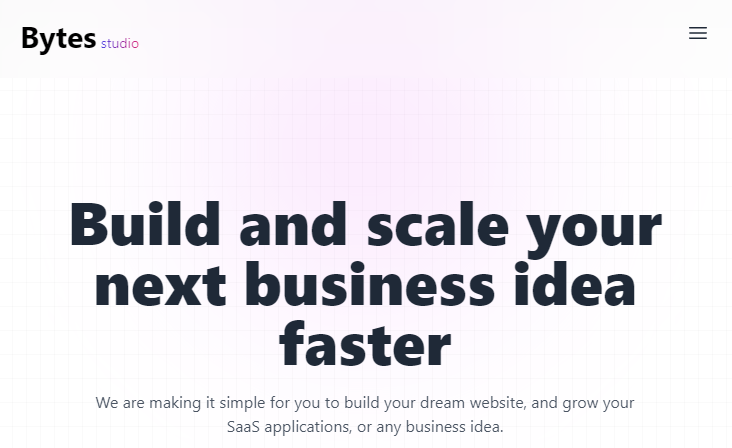 Bytes studio
Build and scale your
next business idea
faster
We are making it simple for you to build your dream website, and grow your
SaaS applications, or any business idea.